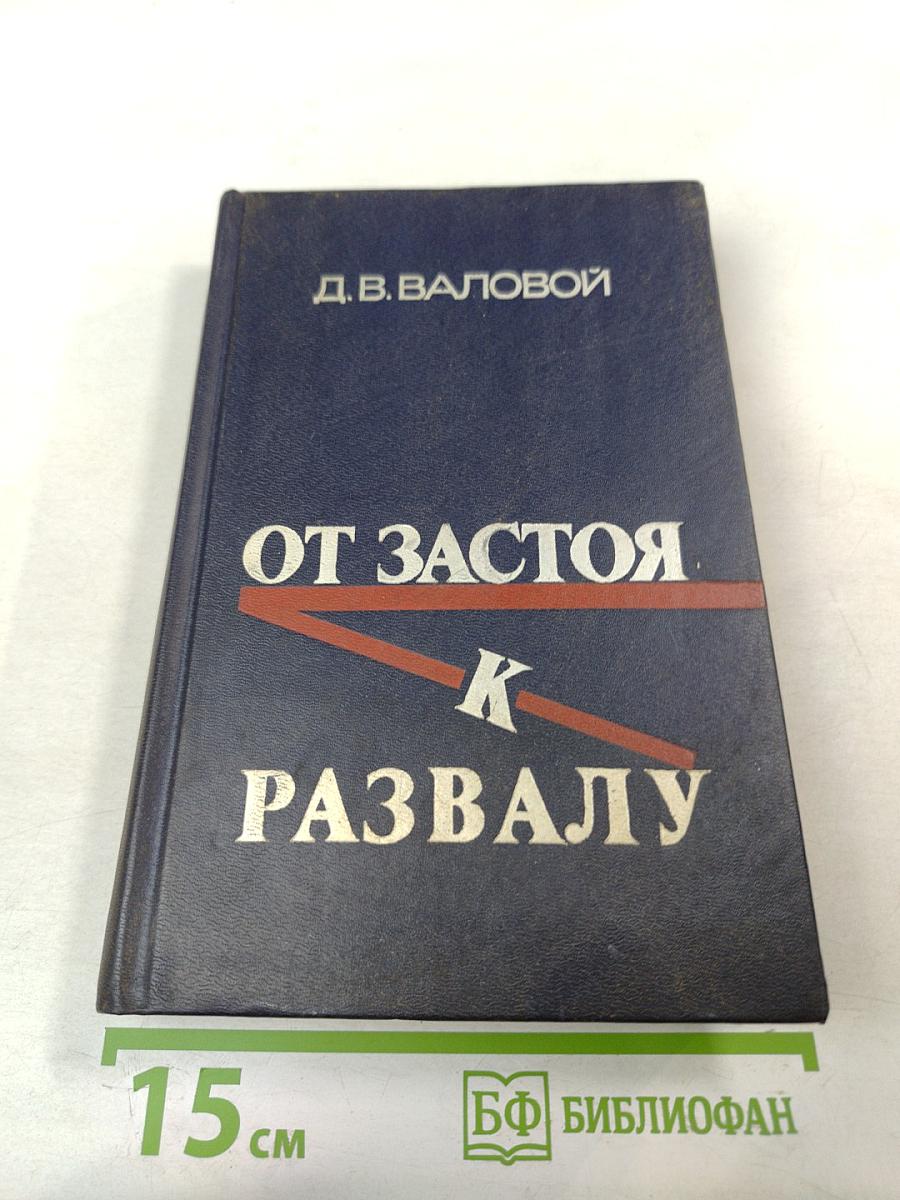 Д.В.ВАЛОВОЙ
ОТ ЗАСТОЯ
К
РАЗВАЛУ
15 см
БФ БИБЛИОФАН